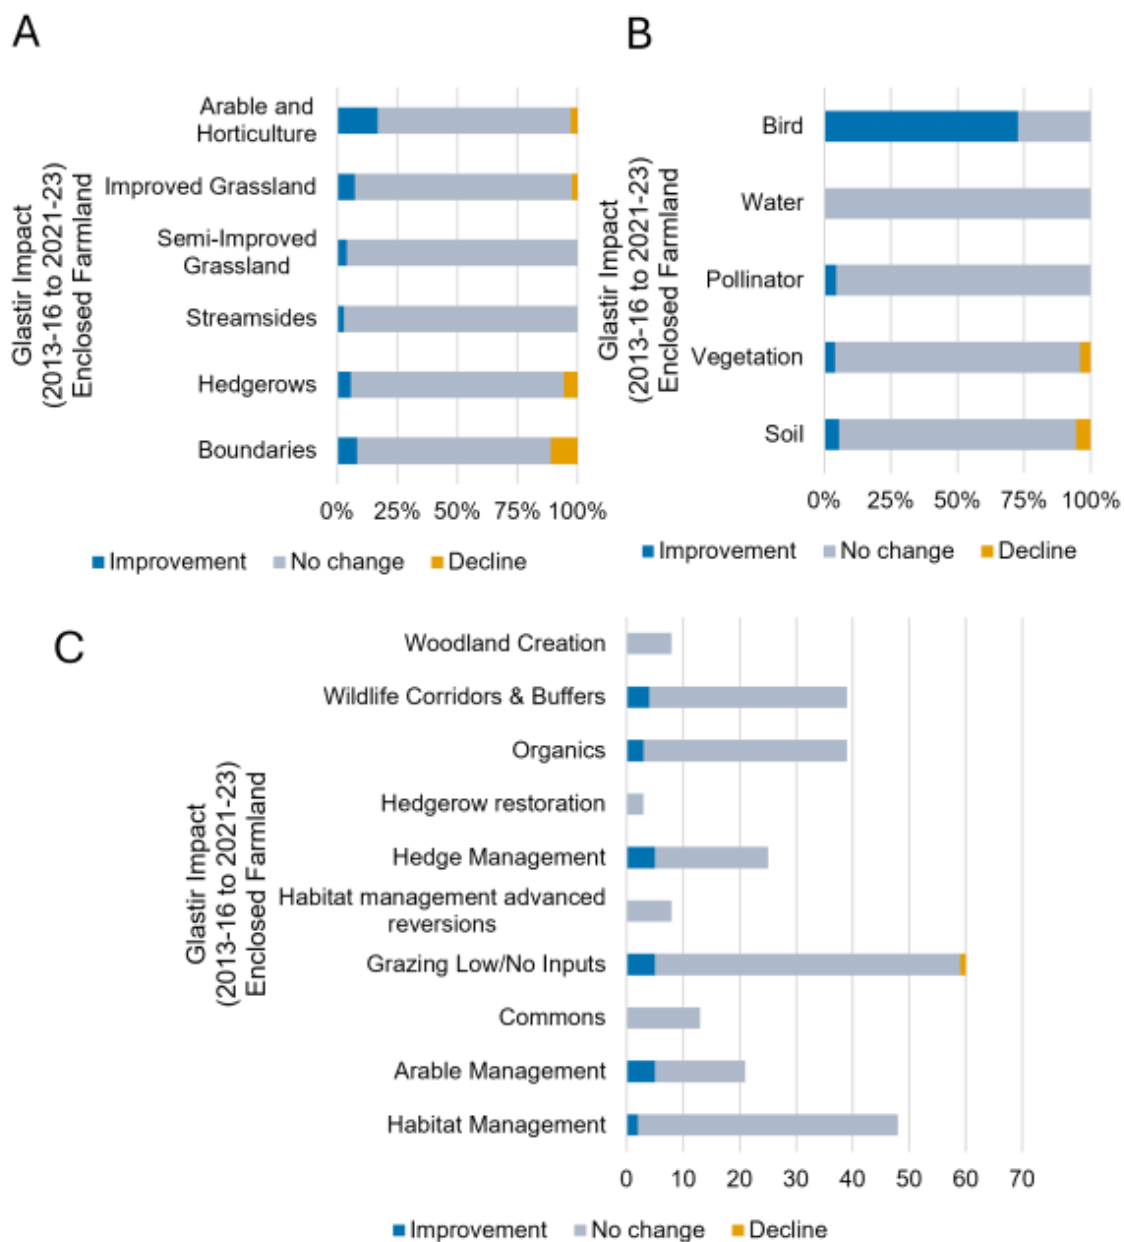 A
Glastir Impact
(2013-16 to 2021-23)
Enclosed Farmland
Arable and
Horticulture
Improved Grassland
Semi-Improved
Grassland
Streamsides
Hedgerows
Boundaries
0% 25% 50% 75% 100%
Improvement No change Decline
B
Glastir Impact
(2013-16 to 2021-23)
Enclosed Farmland
Bird
Water
Pollinator
Vegetation
Soil
0% 25% 50% 75% 100%
Improvement No change Decline
C
Glastir Impact
(2013-16 to 2021-23)
Enclosed Farmland
Woodland Creation
Wildlife Corridors & Buffers
Organics
Hedgerow restoration
Hedge Management
Habitat management advanced
reversions
Grazing Low/No Inputs
Commons
Arable Management
Habitat Management
0 10 20 30 40 50 60 70
Improvement No change Decline